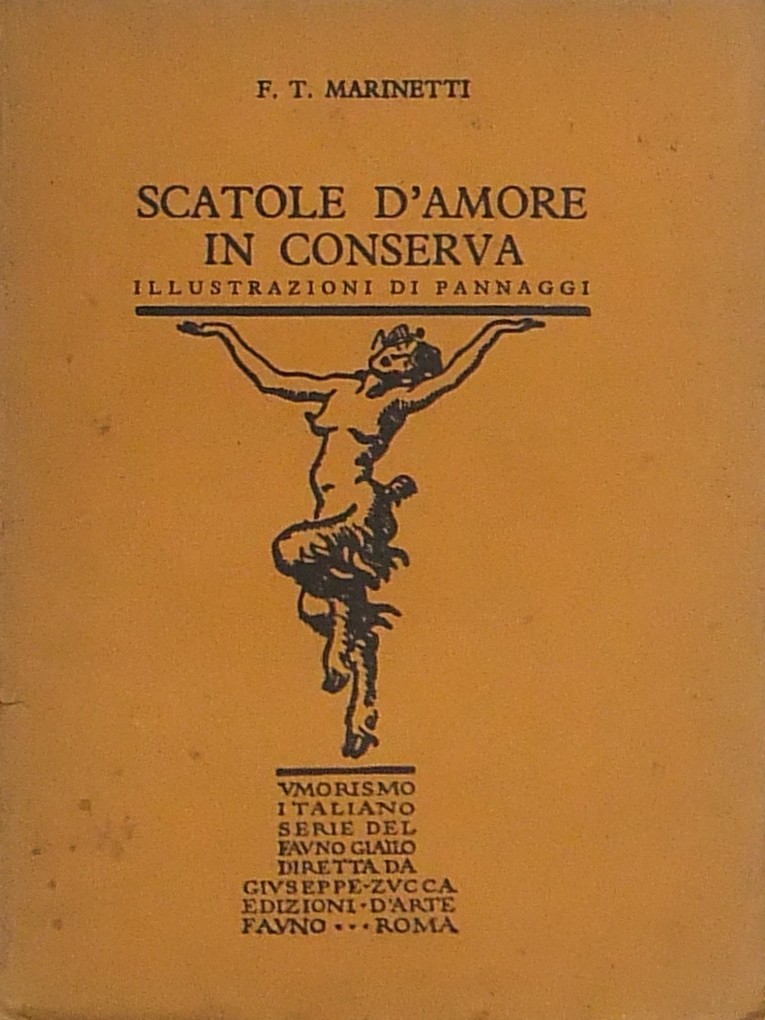 F. T. MARINETTI
SCATOLE D'AMORE
IN CONSERVA
ILLUSTRAZIONI DI PANNAGGI
VMORISMO
ITALIANO
SERIE DEL
FAVNO GIALLO
DIRETTA DA
GIVSEPPE-ZVCCA
EDIZIONI·D'ARTE
FAVNO ··· ROMA